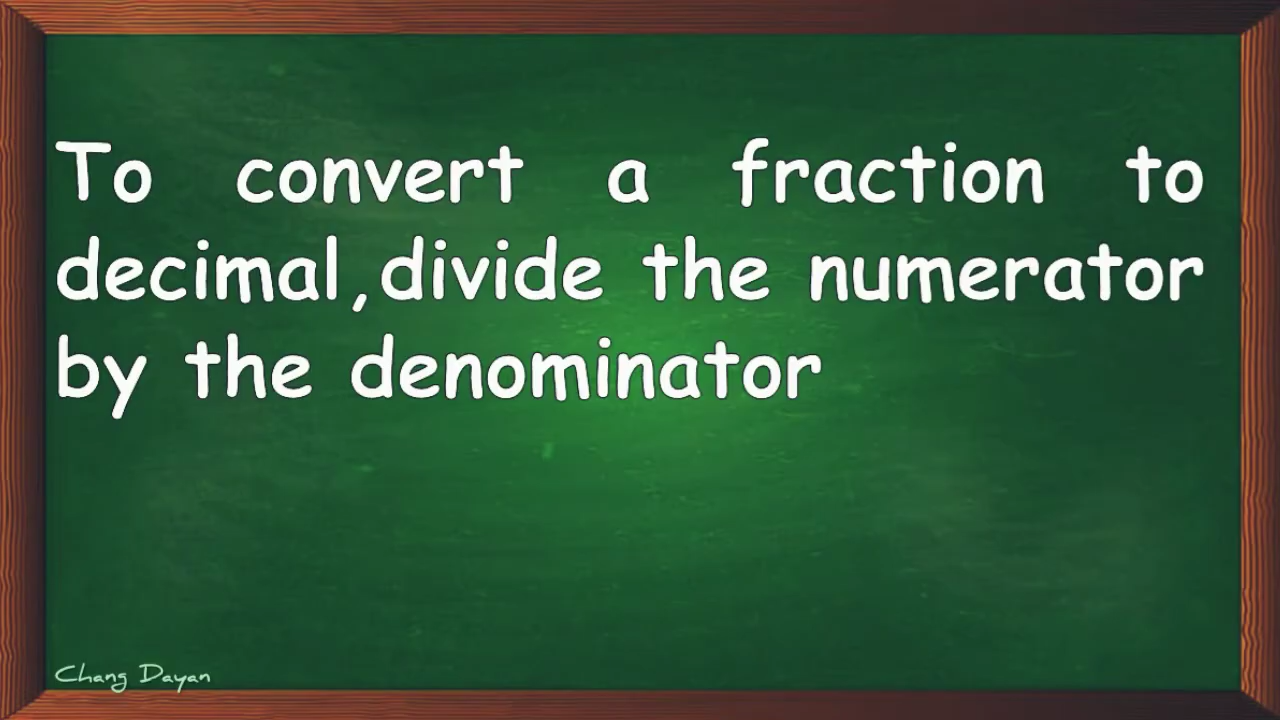 To convert a fraction to
decimal,divide the numerator
by the denominator
Chang Dayan